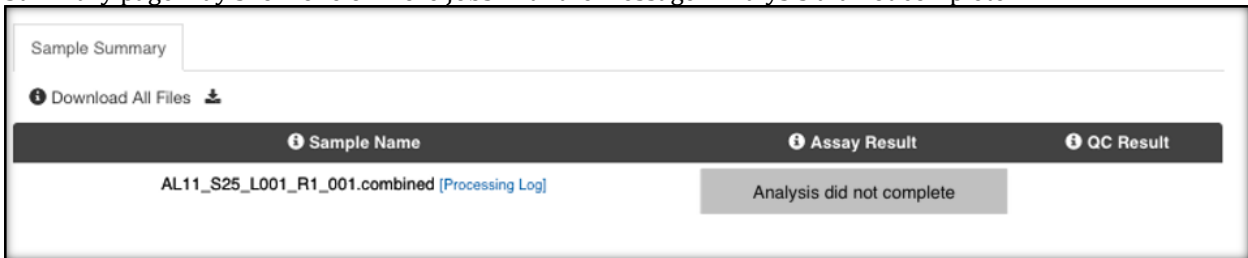 Sample Summary
Download All Files
Sample Name Assay Result QC Result
AL11_S25_L001_R1_001.combined [Processing Log] Analysis did not complete